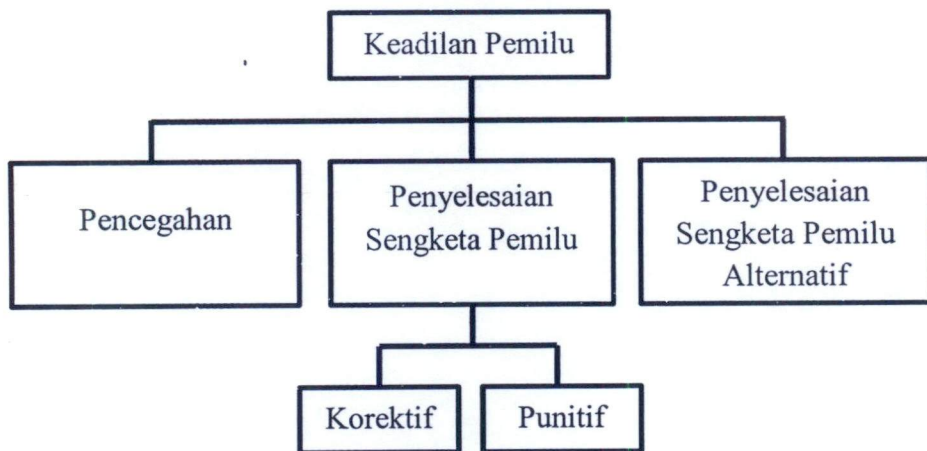 Keadilan Pemilu
Pencegahan
Penyelesaian
Sengketa Pemilu
Penyelesaian
Sengketa Pemilu
Alternatif
Korektif
Punitif